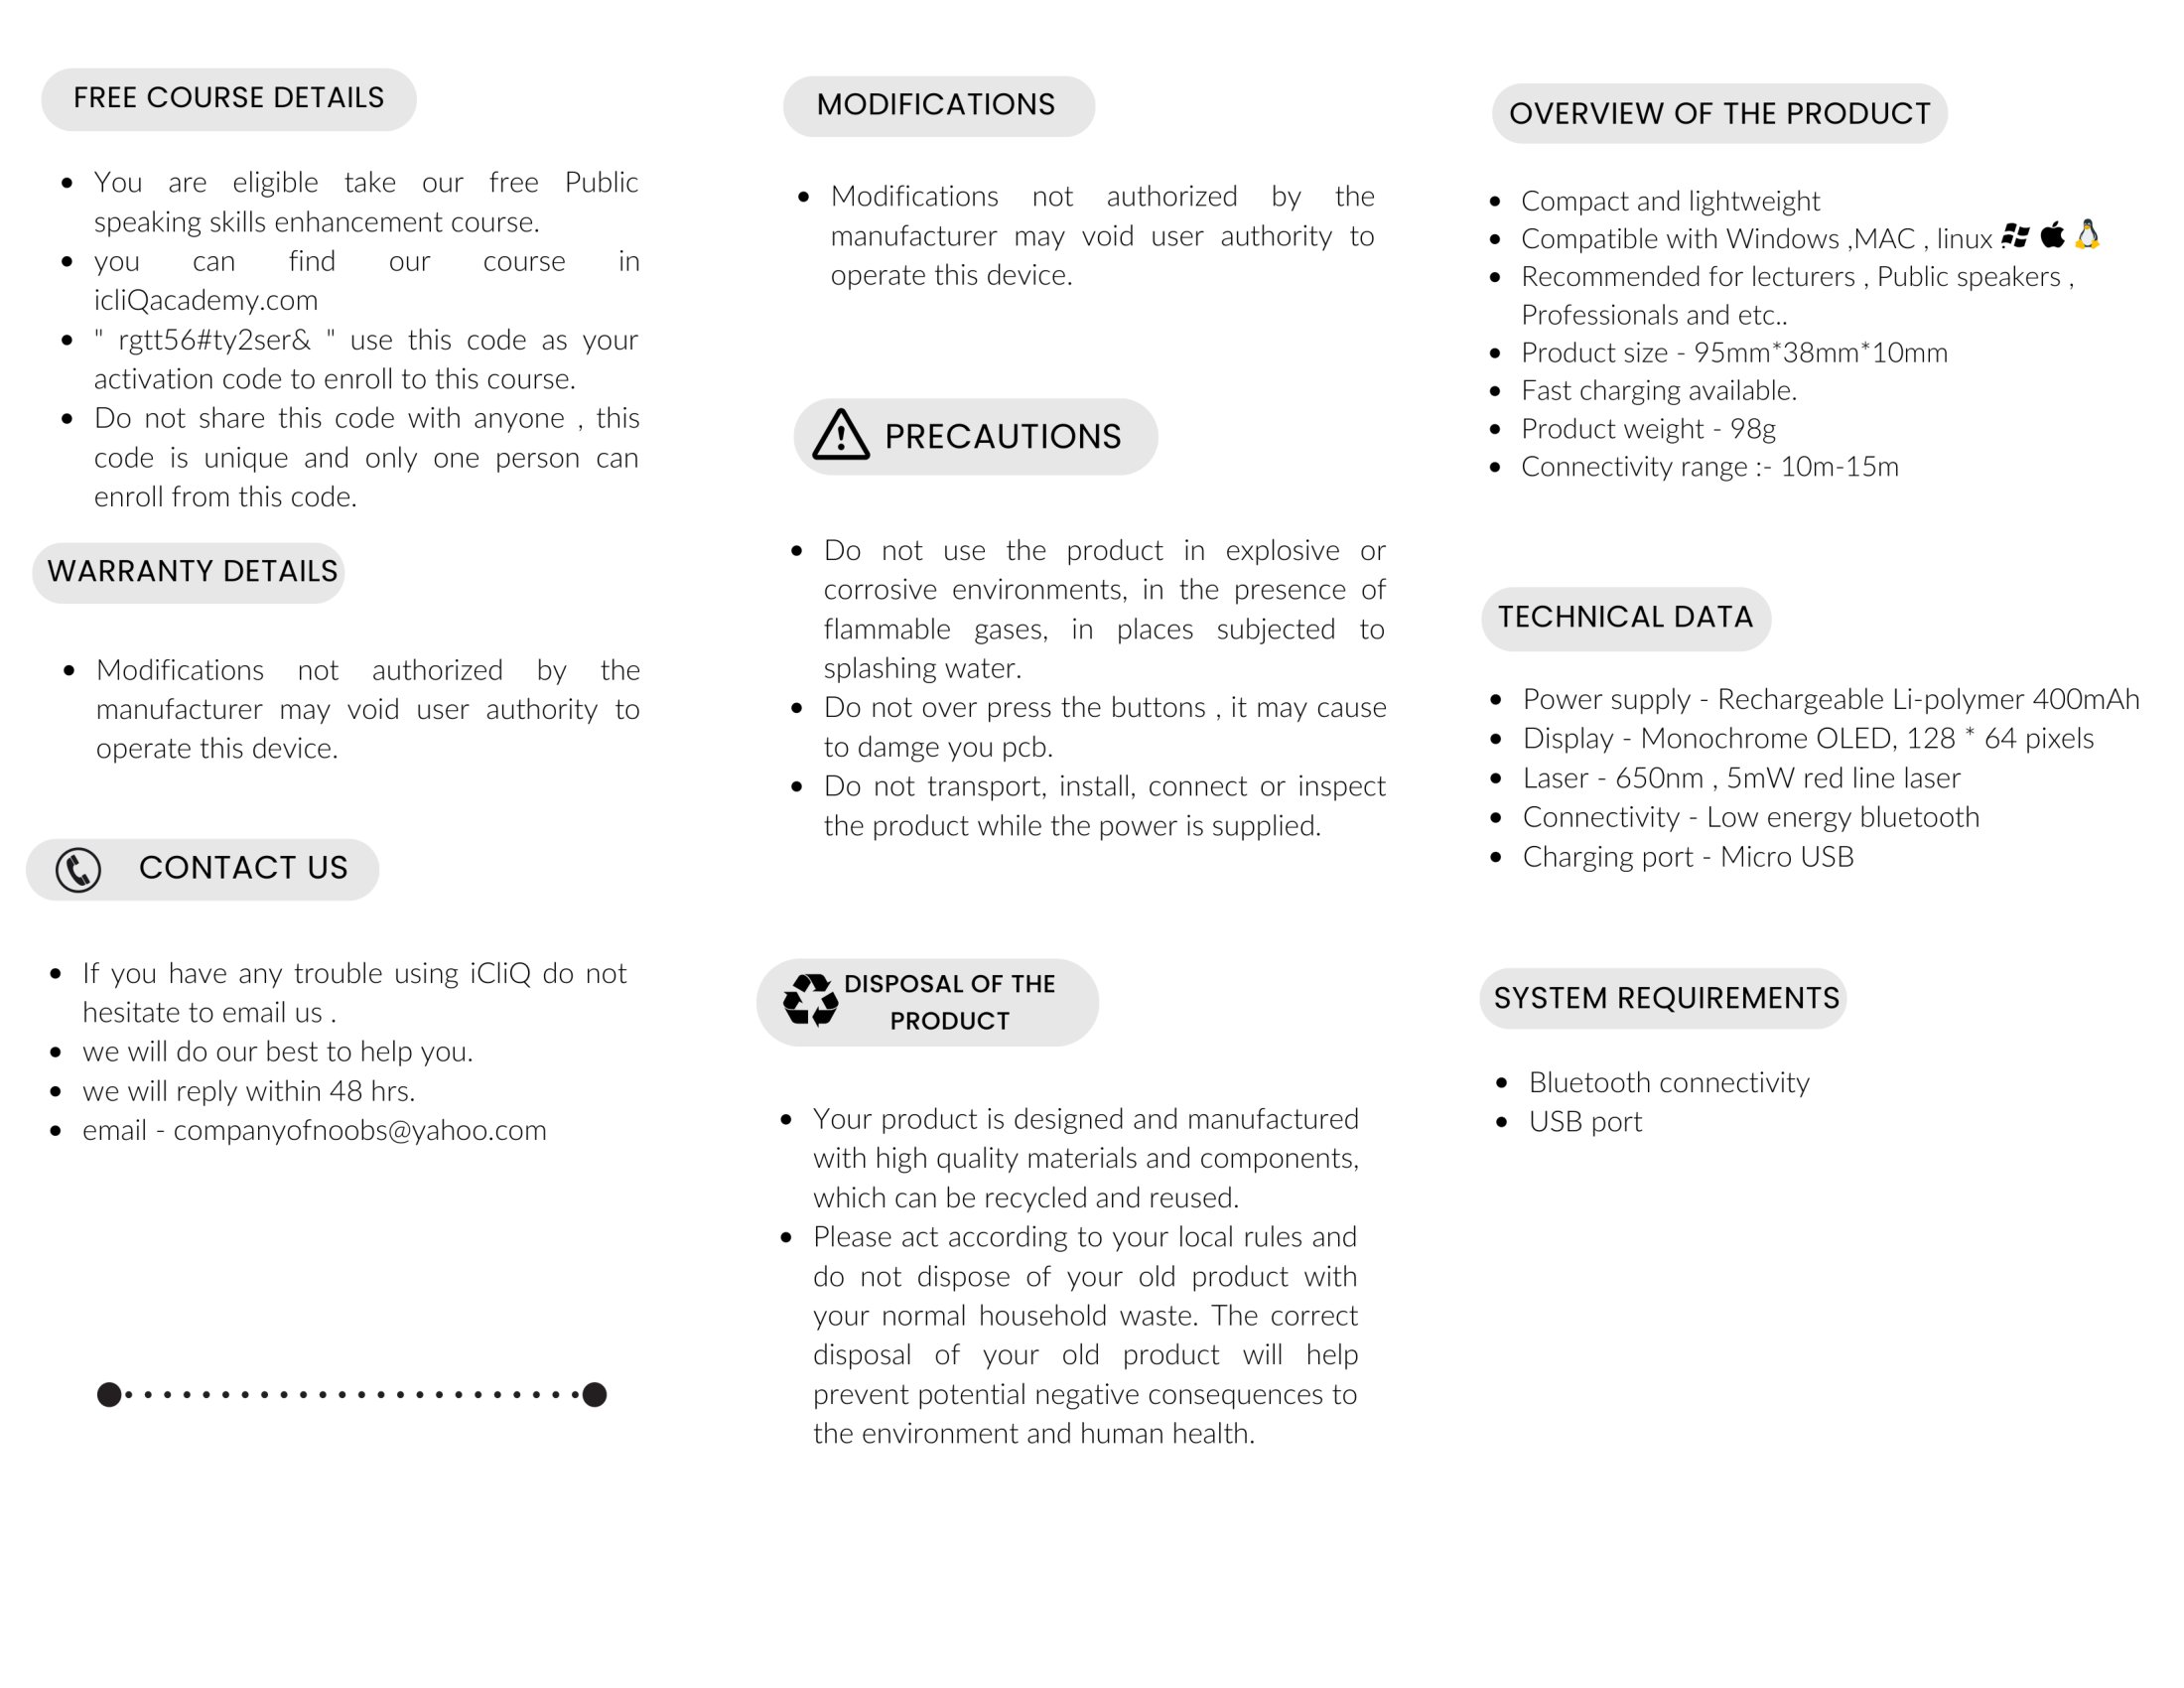 FREE COURSE DETAILS
You are eligible take our free Public
speaking skills enhancement course.
you can find our course in
icliQacademy.com
" rgtt56#ty2ser& " use this code as your
activation code to enroll to this course.
Do not share this code with anyone , this
code is unique and only one person can
enroll from this code.
WARRANTY DETAILS
Modifications not authorized by the
manufacturer may void user authority to
operate this device.
CONTACT US
If you have any trouble using iCliQ do not
hesitate to email us .
we will do our best to help you.
we will reply within 48 hrs.
email - companyofnoobs@yahoo.com
MODIFICATIONS
Modifications not authorized by the
manufacturer may void user authority to
operate this device.
PRECAUTIONS
Do not use the product in explosive or
corrosive environments, in the presence of
flammable gases, in places subjected to
splashing water.
Do not over press the buttons , it may cause
to damge you pcb.
Do not transport, install, connect or inspect
the product while the power is supplied.
DISPOSAL OF THE
PRODUCT
Your product is designed and manufactured
with high quality materials and components,
which can be recycled and reused.
Please act according to your local rules and
do not dispose of your old product with
your normal household waste. The correct
disposal of your old product will help
prevent potential negative consequences to
the environment and human health.
OVERVIEW OF THE PRODUCT
Compact and lightweight
Compatible with Windows ,MAC , linux .
Recommended for lecturers , Public speakers ,
Professionals and etc..
Product size - 95mm*38mm*10mm
Fast charging available.
Product weight - 98g
Connectivity range :- 10m-15m
TECHNICAL DATA
Power supply - Rechargeable Li-polymer 400mAh
Display - Monochrome OLED, 128 * 64 pixels
Laser - 650nm , 5mW red line laser
Connectivity - Low energy bluetooth
Charging port - Micro USB
SYSTEM REQUIREMENTS
Bluetooth connectivity
USB port